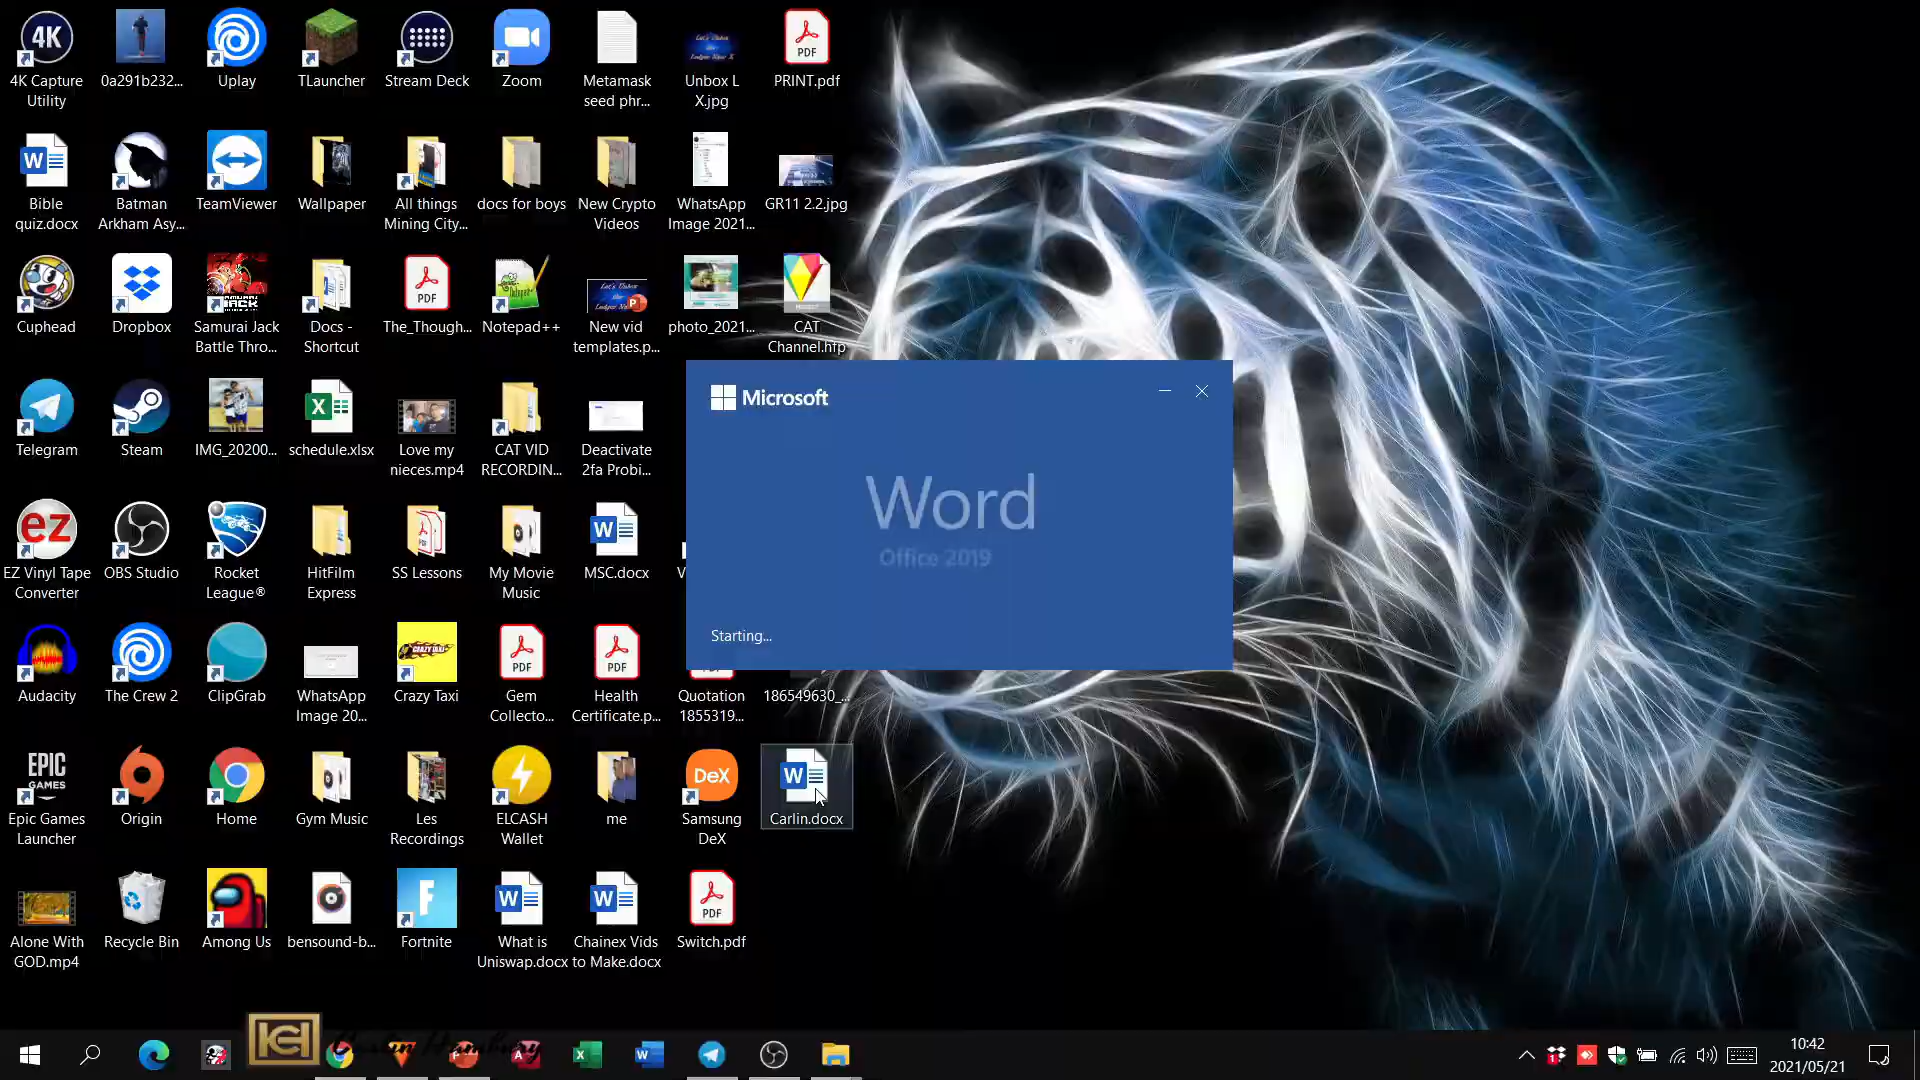 4K Capture
Utility
0a291b232...
Uplay
TLauncher
Stream Deck
Zoom
Metamask
seed phr...
Unbox L
X.jpg
PRINT.pdf
Bible
quiz.docx
Batman
Arkham Asy...
TeamViewer
Wallpaper
All things
Mining City...
docs for boys
New Crypto
Videos
WhatsApp
Image 2021...
GR11 2.2.jpg
Cuphead
Dropbox
Samurai Jack
Battle Thro...
Docs -
Shortcut
The_Though...
Notepad++
New vid
templates.p...
photo_2021...
CAT
Channel.hfp
Microsoft
Word
Office 2019
Starting...
Telegram
Steam
IMG_20200...
schedule.xlsx
Love my
nieces.mp4
CAT VID
RECORDIN...
Deactivate
2fa Probi...
EZ Vinyl Tape
Converter
OBS Studio
Rocket
League®
HitFilm
Express
SS Lessons
My Movie
Music
MSC.docx
Audacity
The Crew 2
ClipGrab
WhatsApp
Image 20...
Crazy Taxi
Gem
Collecto...
Health
Certificate.p...
Quotation
1855319...
186549630_...
Epic Games
Launcher
Origin
Home
Gym Music
Les
Recordings
ELCASH
Wallet
me
Samsung
DeX
Carlin.docx
Alone With
GOD.mp4
Recycle Bin
Among Us
bensound-b...
Fortnite
What is
Uniswap.docx
Chainex Vids
to Make.docx
Switch.pdf
10:42
2021/05/21